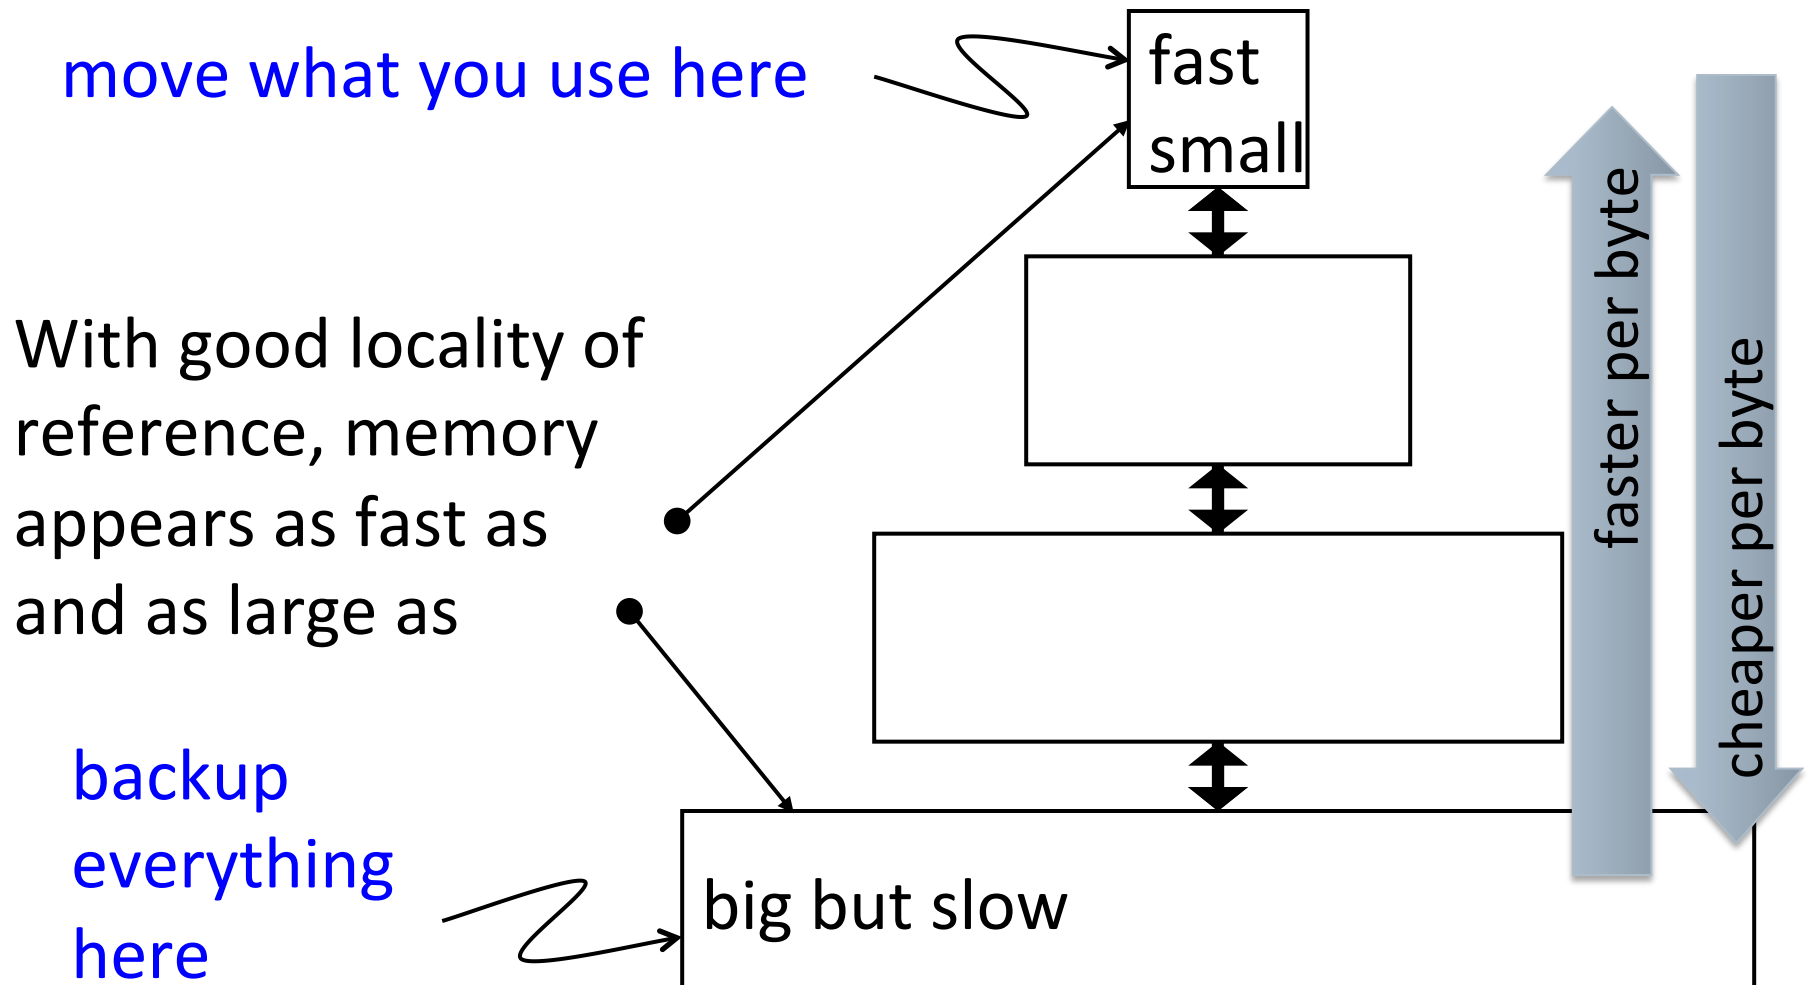 move what you use here
fast
small
With good locality of
reference, memory
appears as fast as
and as large as
backup
everything
here
big but slow
faster per byte
cheaper per byte